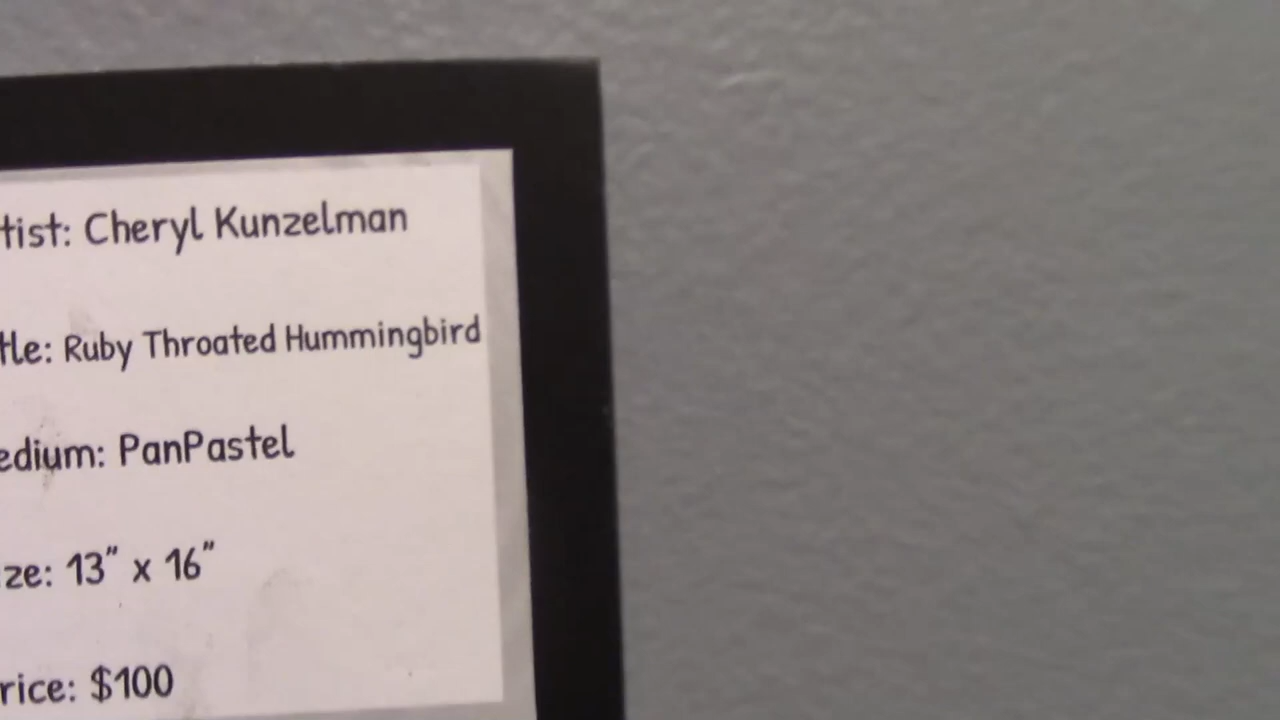 tist: Cheryl Kunzelman
tle: Ruby Throated Hummingbird
edium: PanPastel
ze: 13" x 16"
rice: $100